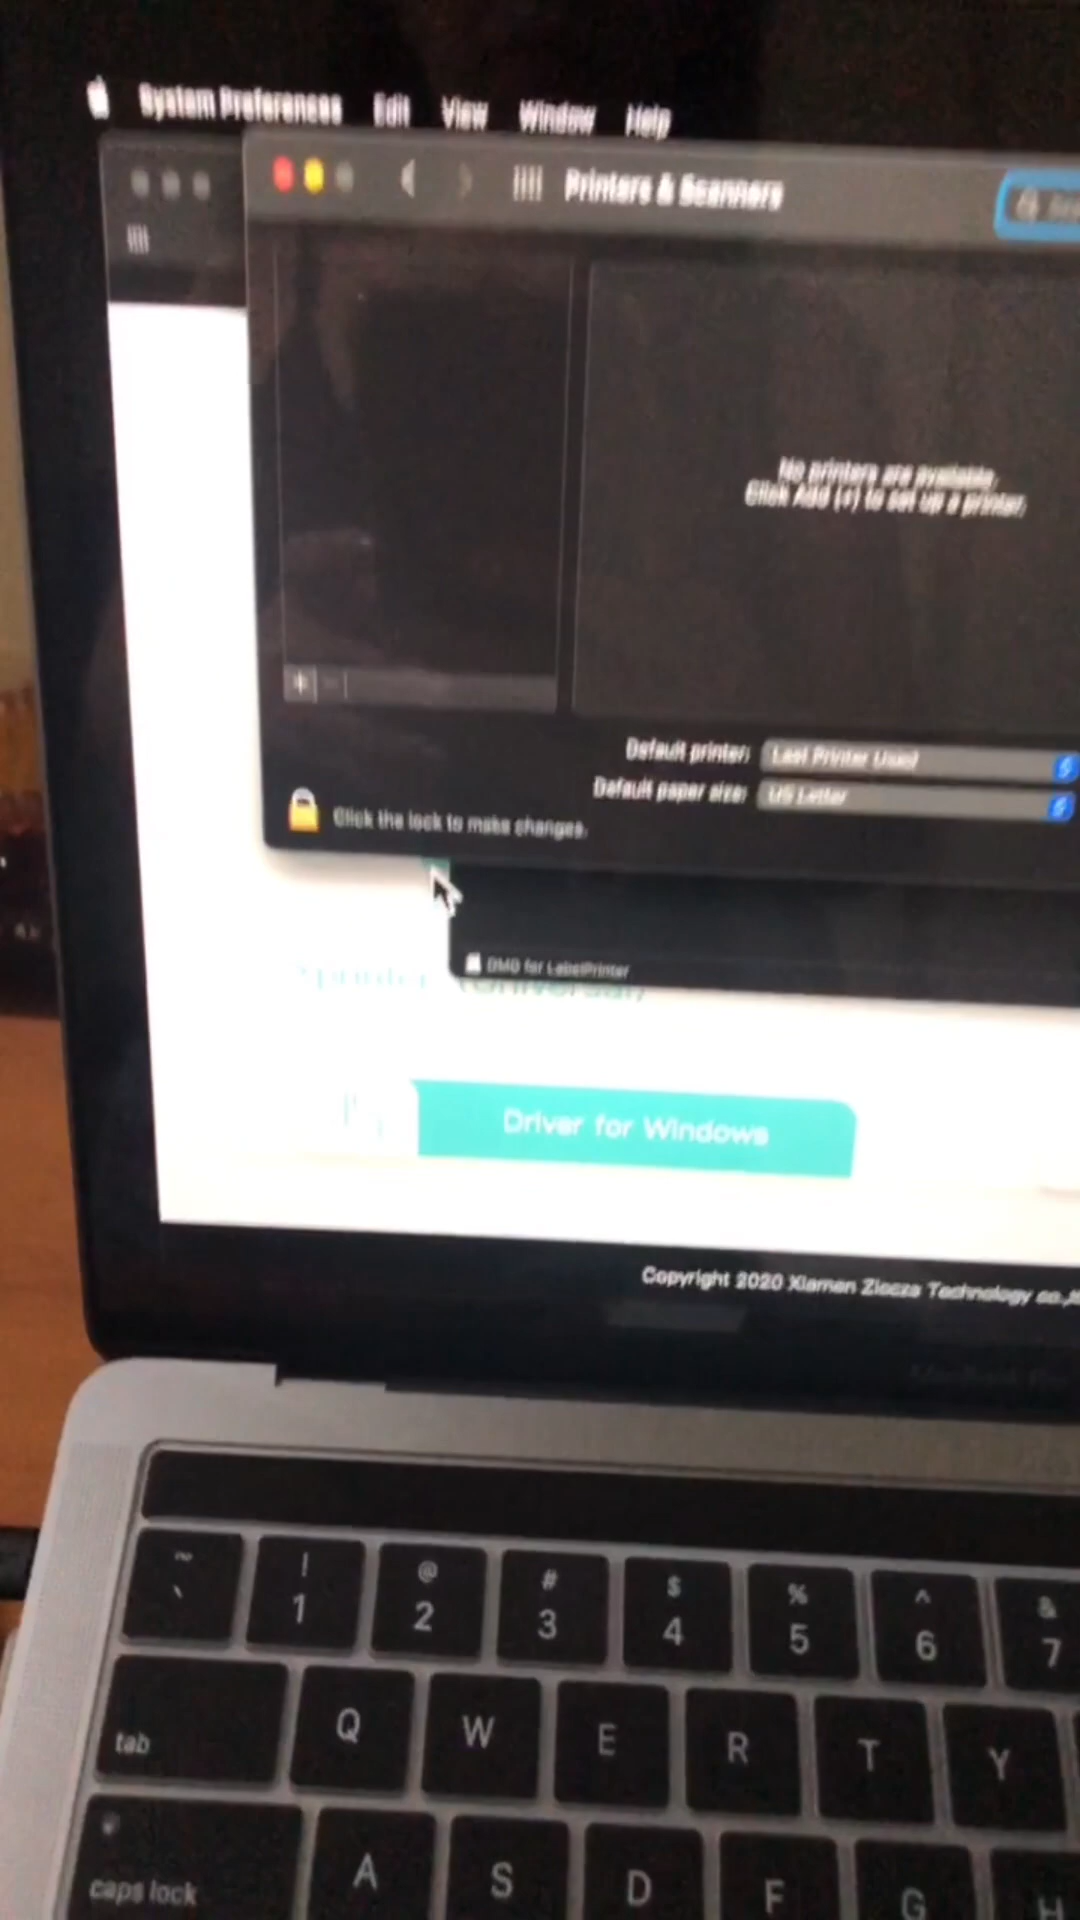 System Preferences Edit View Window Help
Printers & Scanners
No printers are available.
Click Add (+) to set up a printer.
+ −
Default printer: Last Printer Used
Default paper size: US Letter
Click the lock to make changes.
DMG for LabelPrinter
Driver for Windows
Copyright 2020 Xiamen
Technology co.,
~ ! @ # $ % ^ &
` 1 2 3 4 5 6 7
tab Q W E R T Y
caps lock A S D F G H